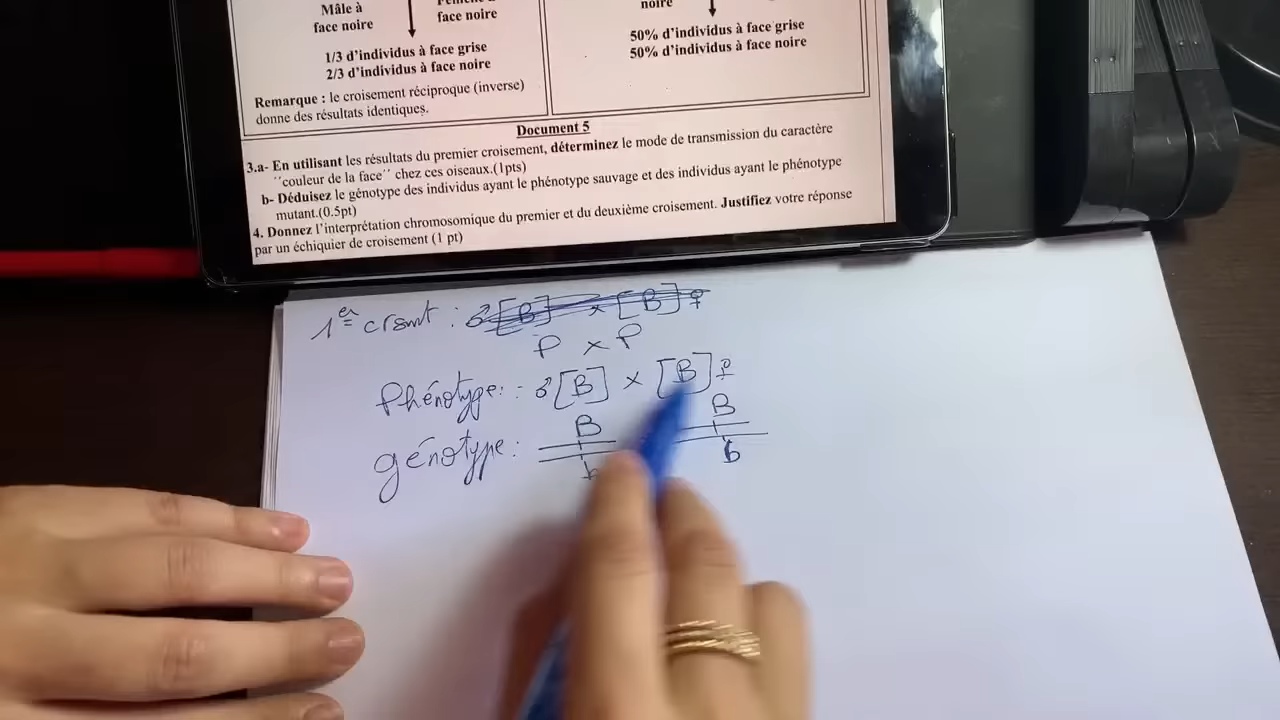 Mâle à
face noire
face noire
1/3 d'individus à face grise
2/3 d'individus à face noire
Remarque : le croisement réciproque (inverse)
donne des résultats identiques.
noire
50% d'individus à face grise
50% d'individus à face noire
Document 5
3.a- En utilisant les résultats du premier croisement, déterminez le mode de transmission du caractère
´´couleur de la face´´ chez ces oiseaux.(1pts)
b- Déduisez le génotype des individus ayant le phénotype sauvage et des individus ayant le phénotype
mutant.(0.5pt)
4. Donnez l'interprétation chromosomique du premier et du deuxième croisement. Justifiez votre réponse
par un échiquier de croisement (1 pt)
1er crsmt : ♂[B] x [B]♀
P x P
Phénotype: : ♂[B] x [B]♀
B B
génotype:
b b